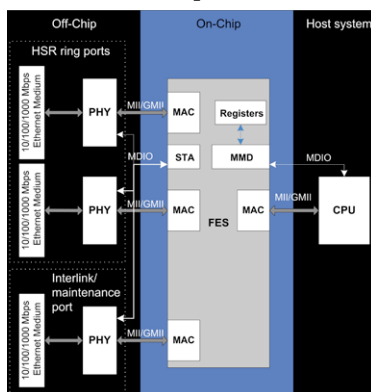 Off-Chip
On-Chip
Host system
HSR ring ports
10/100/1000 Mbps
Ethernet Medium
PHY
MII/GMII
MAC
Registers
MDIO
STA
MMD
MDIO
10/100/1000 Mbps
Ethernet Medium
PHY
MII/GMII
MAC
FES
MAC
MII/GMII
CPU
Interlink/
maintenance
port
10/100/1000 Mbps
Ethernet Medium
PHY
MII/GMII
MAC